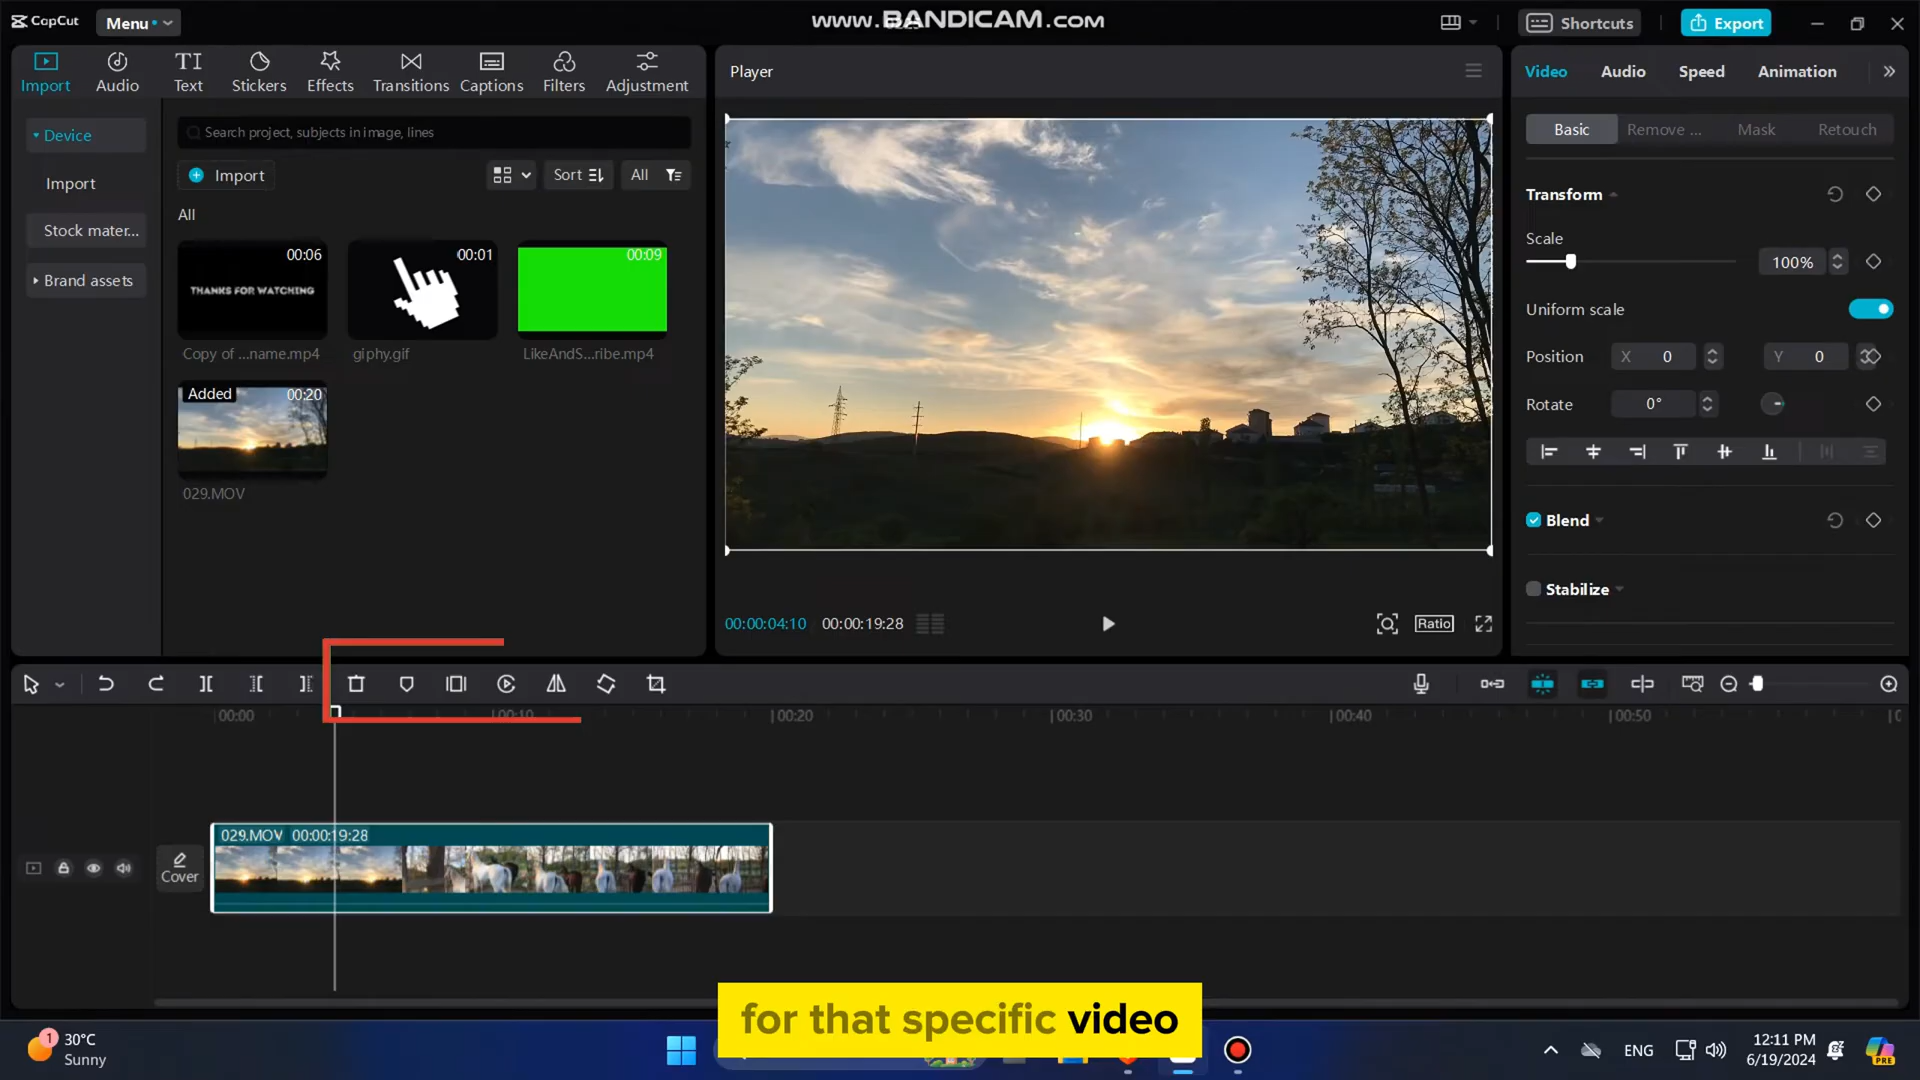 CapCut
Menu
www.BANDICAM.com
Shortcuts
Export
Import
Audio
Text
Stickers
Effects
Transitions
Captions
Filters
Adjustment
Device
Import
Stock mater...
Brand assets
Search project, subjects in image, lines
Import
Sort
All
All
00:06
THANKS FOR WATCHING
Copy of ...name.mp4
00:01
giphy.gif
00:09
LikeAndS...ribe.mp4
Added
00:20
029.MOV
Player
00:00:04:10
00:00:19:28
Ratio
Video
Audio
Speed
Animation
Basic
Remove ...
Mask
Retouch
Transform
Scale
100%
Uniform scale
Position
X 0
Y 0
Rotate
0°
Blend
Stabilize
00:00
00:10
00:20
00:30
00:40
00:50
029.MOV 00:00:19:28
Cover
for that specific video
1
30°C
Sunny
ENG
12:11 PM
6/19/2024
PRE